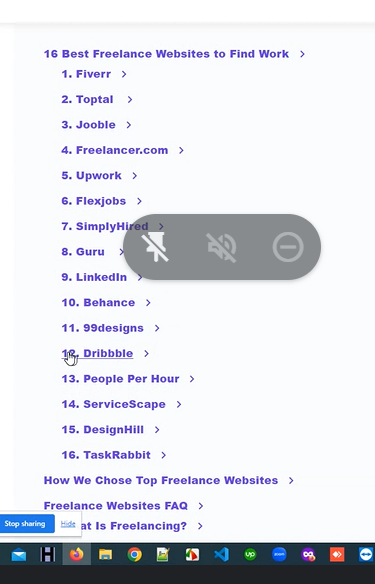 16 Best Freelance Websites to Find Work
1. Fiverr
2. Toptal
3. Jooble
4. Freelancer.com
5. Upwork
6. Flexjobs
7. SimplyHired
8. Guru
9. LinkedIn
10. Behance
11. 99designs
12. Dribbble
13. People Per Hour
14. ServiceScape
15. DesignHill
16. TaskRabbit
How We Chose Top Freelance Websites
Freelance Websites FAQ
Stop sharing Hide
Is Freelancing?
up